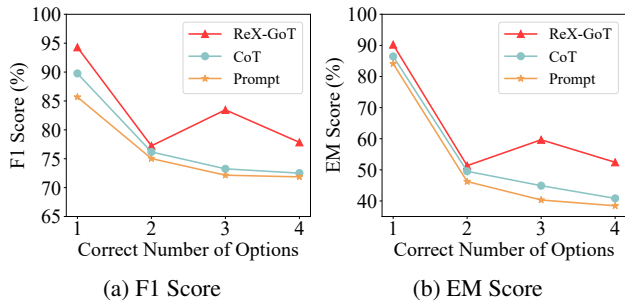 F1 Score (%)
100
95
90
85
80
75
70
65
1 2 3 4
Correct Number of Options
ReX-GoT
CoT
Prompt
(a) F1 Score
EM Score (%)
100
90
80
70
60
50
40
1 2 3 4
Correct Number of Options
ReX-GoT
CoT
Prompt
(b) EM Score